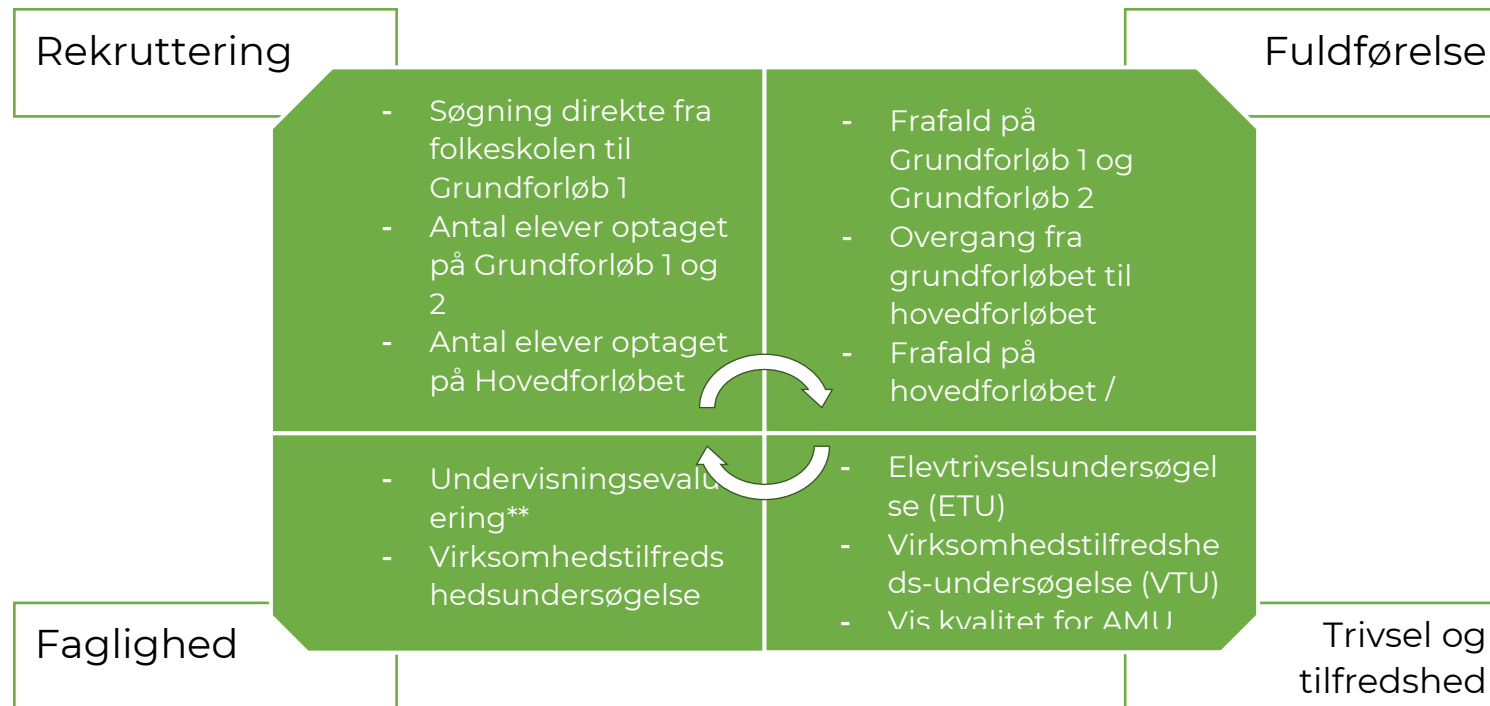 Rekruttering
- Søgning direkte fra
folkeskolen til
Grundforløb 1
- Antal elever optaget
på Grundforløb 1 og
2
- Antal elever optaget
på Hovedforløbet
Fuldførelse
- Frafald på
Grundforløb 1 og
Grundforløb 2
- Overgang fra
grundforløbet til
hovedforløbet
- Frafald på
hovedforløbet /
Faglighed
- Undervisningsevalu
ering**
- Virksomhedstilfreds
hedsundersøgelse
Trivsel og
tilfredshed
- Elevtrivselsundersøgel
se (ETU)
- Virksomhedstilfredshe
ds-undersøgelse (VTU)
- Vis kvalitet for AMU